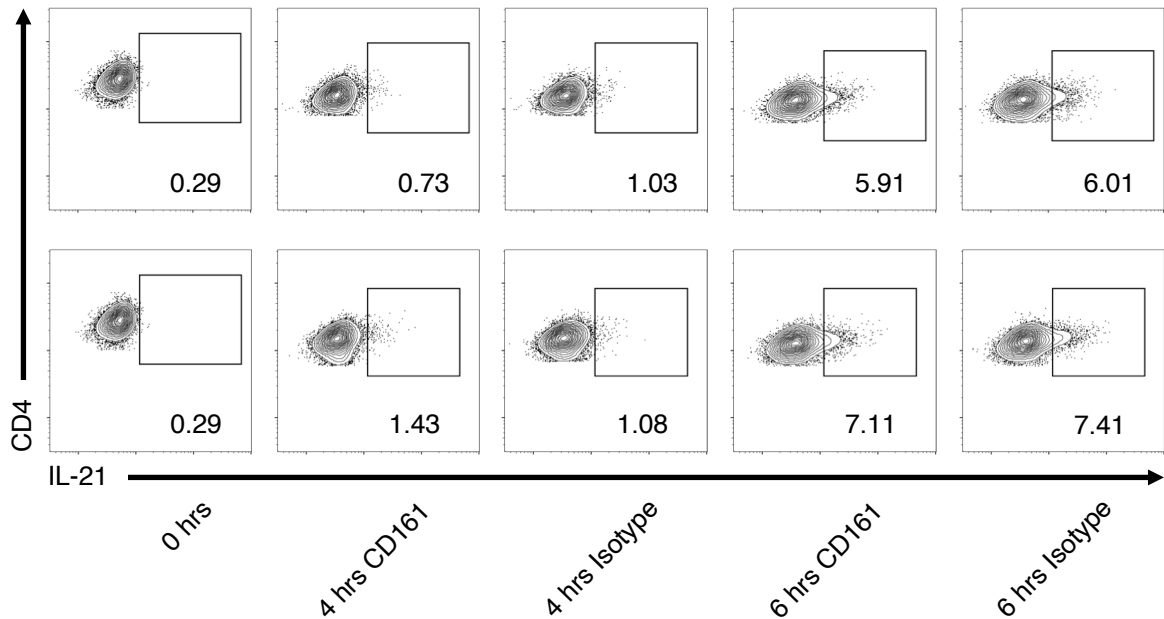 0.29
0.73
1.03
5.91
6.01
0.29
1.43
1.08
7.11
7.41
CD4
IL-21
0 hrs
4 hrs CD161
4 hrs Isotype
6 hrs CD161
6 hrs Isotype